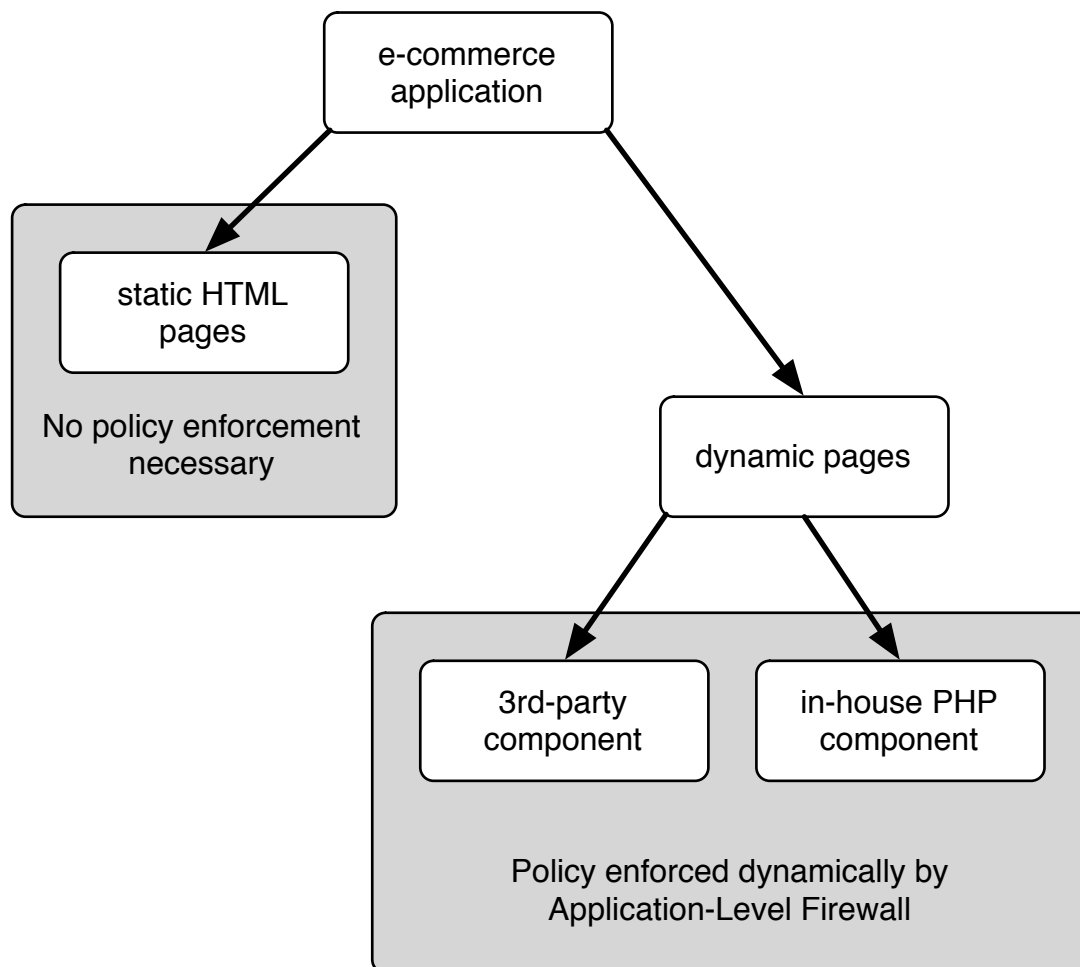 e-commerce
application
static HTML
pages
No policy enforcement
necessary
dynamic pages
3rd-party
component
in-house PHP
component
Policy enforced dynamically by
Application-Level Firewall